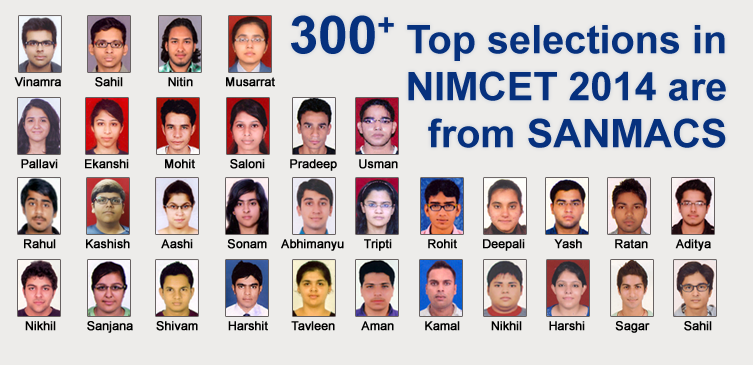 300+ Top selections in
NIMCET 2014 are
from SANMACS
Vinamra Sahil Nitin Musarrat
Pallavi Ekanshi Mohit Saloni Pradeep Usman
Rahul Kashish Aashi Sonam Abhimanyu Tripti Rohit Deepali Yash Ratan Aditya
Nikhil Sanjana Shivam Harshit Tavleen Aman Kamal Nikhil Harshi Sagar Sahil